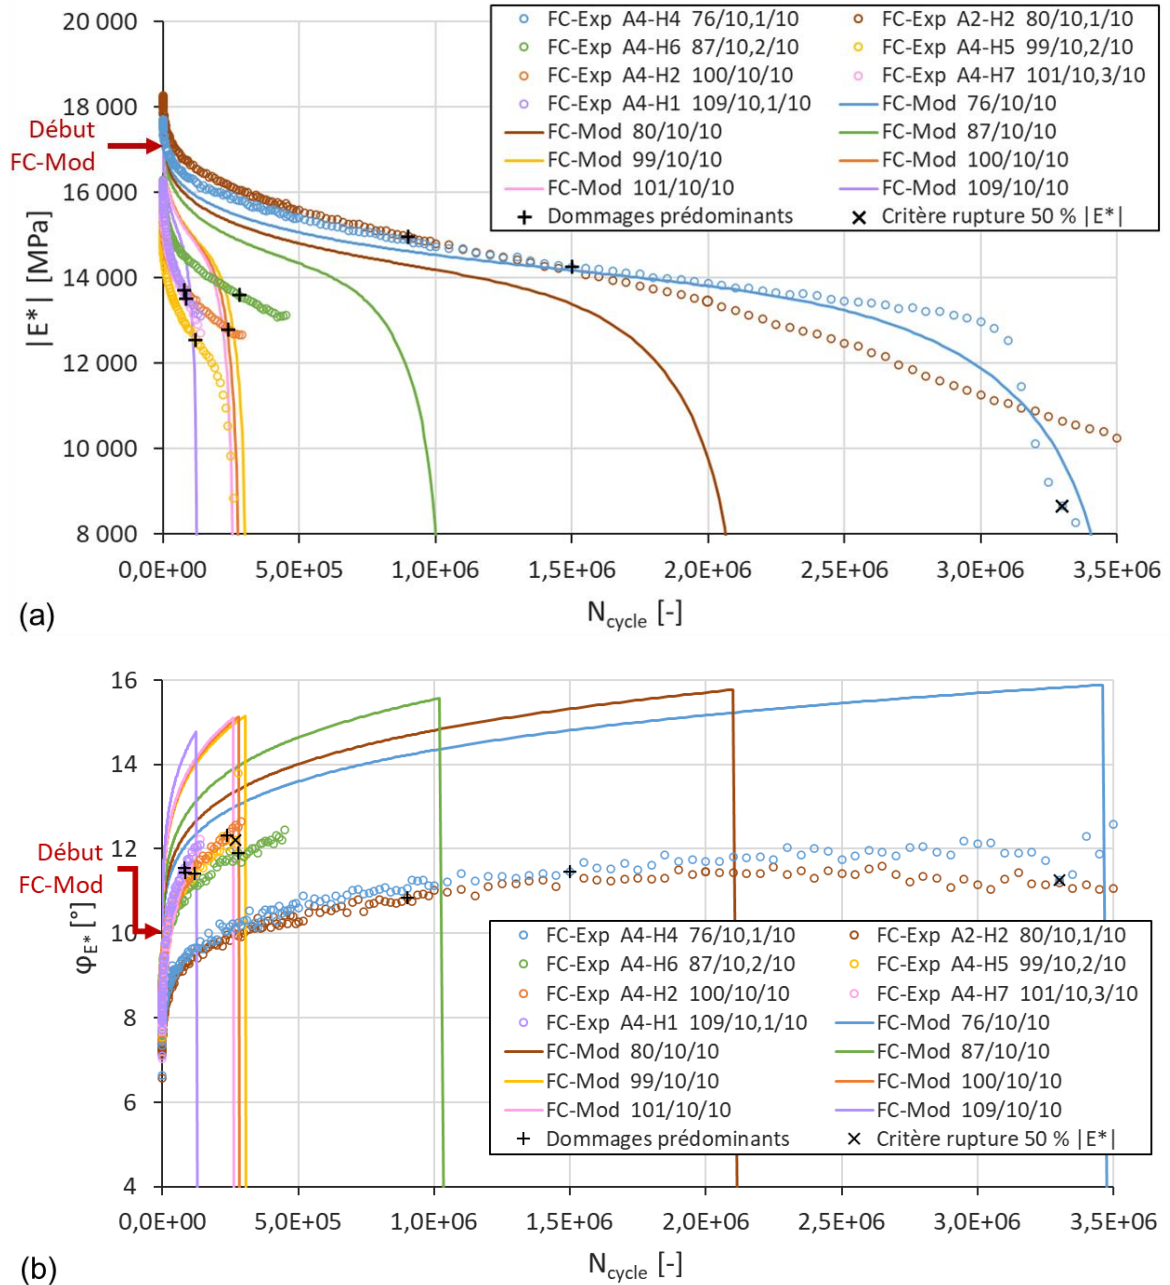 20 000
18 000
16 000
14 000
12 000
10 000
8 000
|E*| [MPa]
Début
FC-Mod
FC-Exp A4-H4 76/10,1/10
FC-Exp A2-H2 80/10,1/10
FC-Exp A4-H6 87/10,2/10
FC-Exp A4-H5 99/10,2/10
FC-Exp A4-H2 100/10/10
FC-Exp A4-H7 101/10,3/10
FC-Exp A4-H1 109/10,1/10
FC-Mod 76/10/10
FC-Mod 80/10/10
FC-Mod 87/10/10
FC-Mod 99/10/10
FC-Mod 100/10/10
FC-Mod 101/10/10
FC-Mod 109/10/10
Dommages prédominants
Critère rupture 50 % |E*|
0,0E+00 5,0E+05 1,0E+06 1,5E+06 2,0E+06 2,5E+06 3,0E+06 3,5E+06
(a)
Ncycle [-]
16
14
12
10
8
6
4
φE* [°]
Début
FC-Mod
FC-Exp A4-H4 76/10,1/10
FC-Exp A2-H2 80/10,1/10
FC-Exp A4-H6 87/10,2/10
FC-Exp A4-H5 99/10,2/10
FC-Exp A4-H2 100/10/10
FC-Exp A4-H7 101/10,3/10
FC-Exp A4-H1 109/10,1/10
FC-Mod 76/10/10
FC-Mod 80/10/10
FC-Mod 87/10/10
FC-Mod 99/10/10
FC-Mod 100/10/10
FC-Mod 101/10/10
FC-Mod 109/10/10
Dommages prédominants
Critère rupture 50 % |E*|
0,0E+00 5,0E+05 1,0E+06 1,5E+06 2,0E+06 2,5E+06 3,0E+06 3,5E+06
(b)
Ncycle [-]